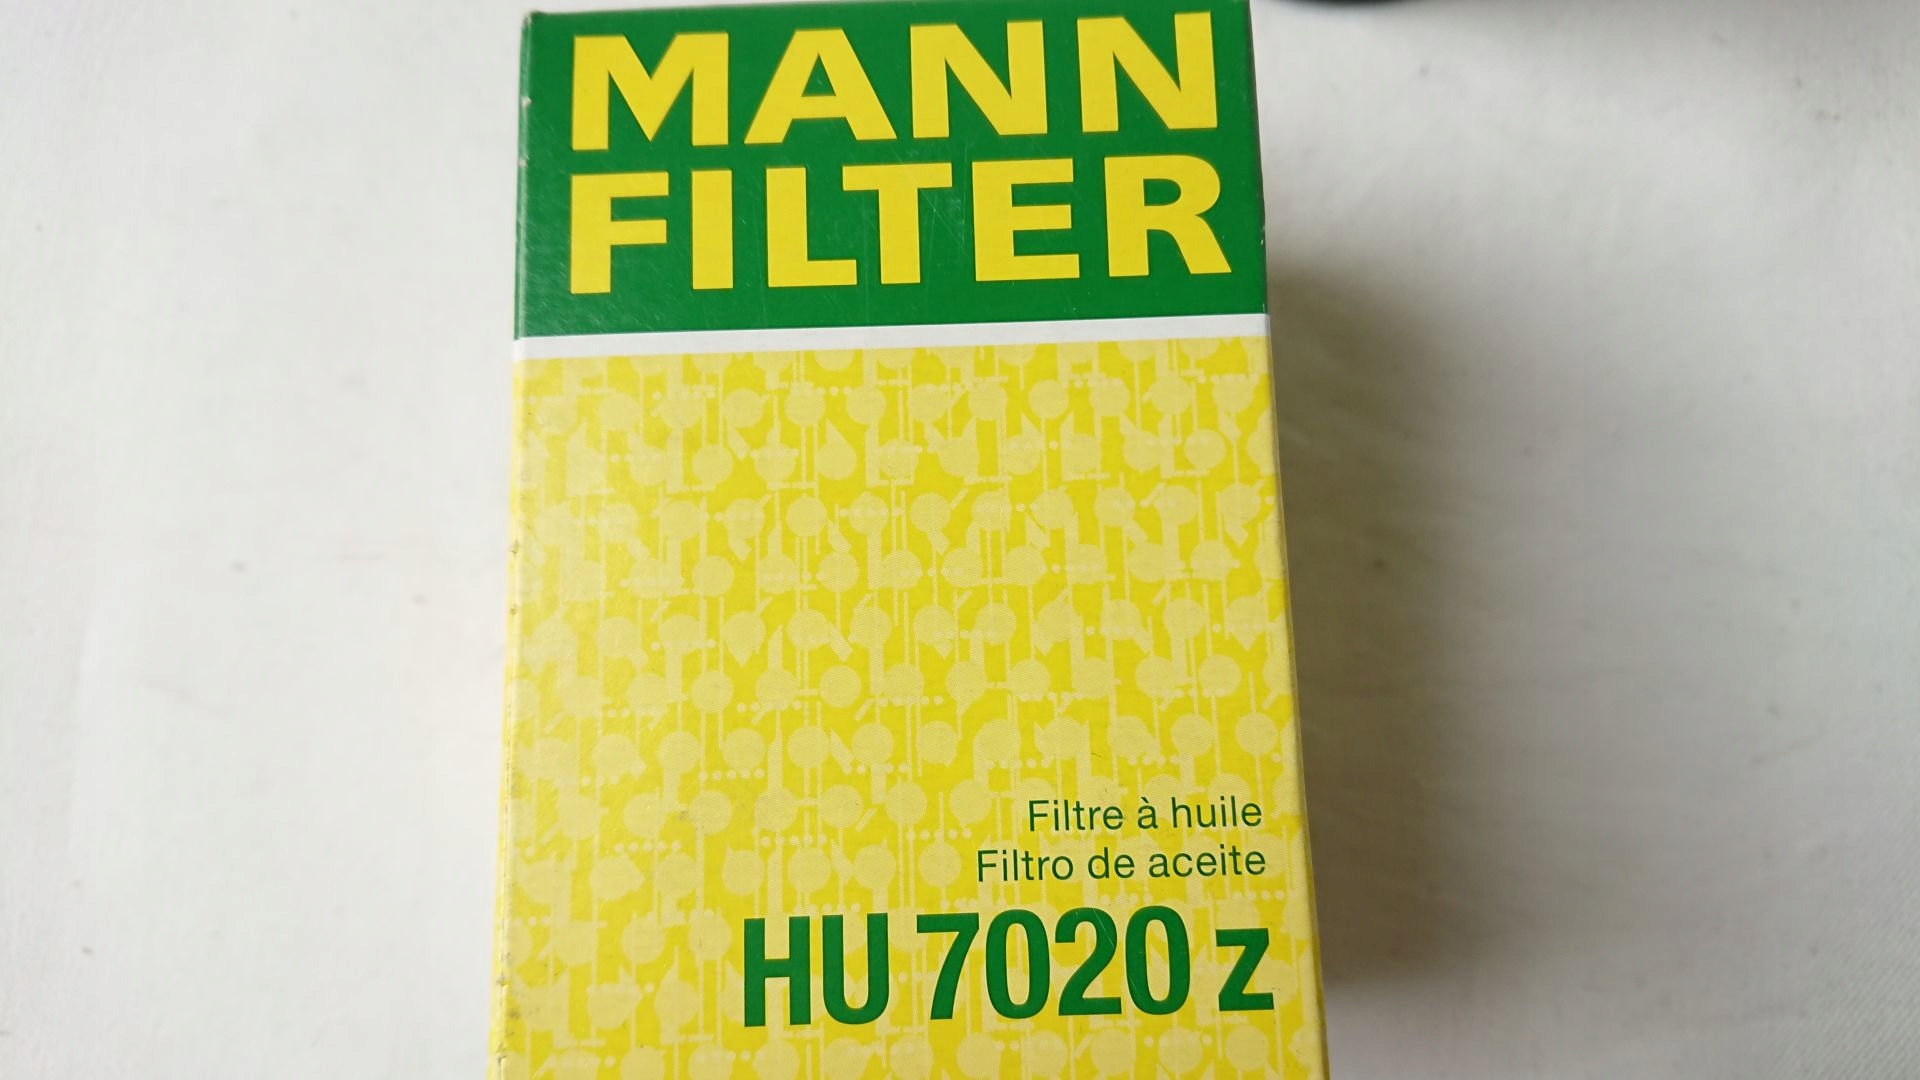 MANN
FILTER
Filtre à huile
Filtro de aceite
HU 7020 z